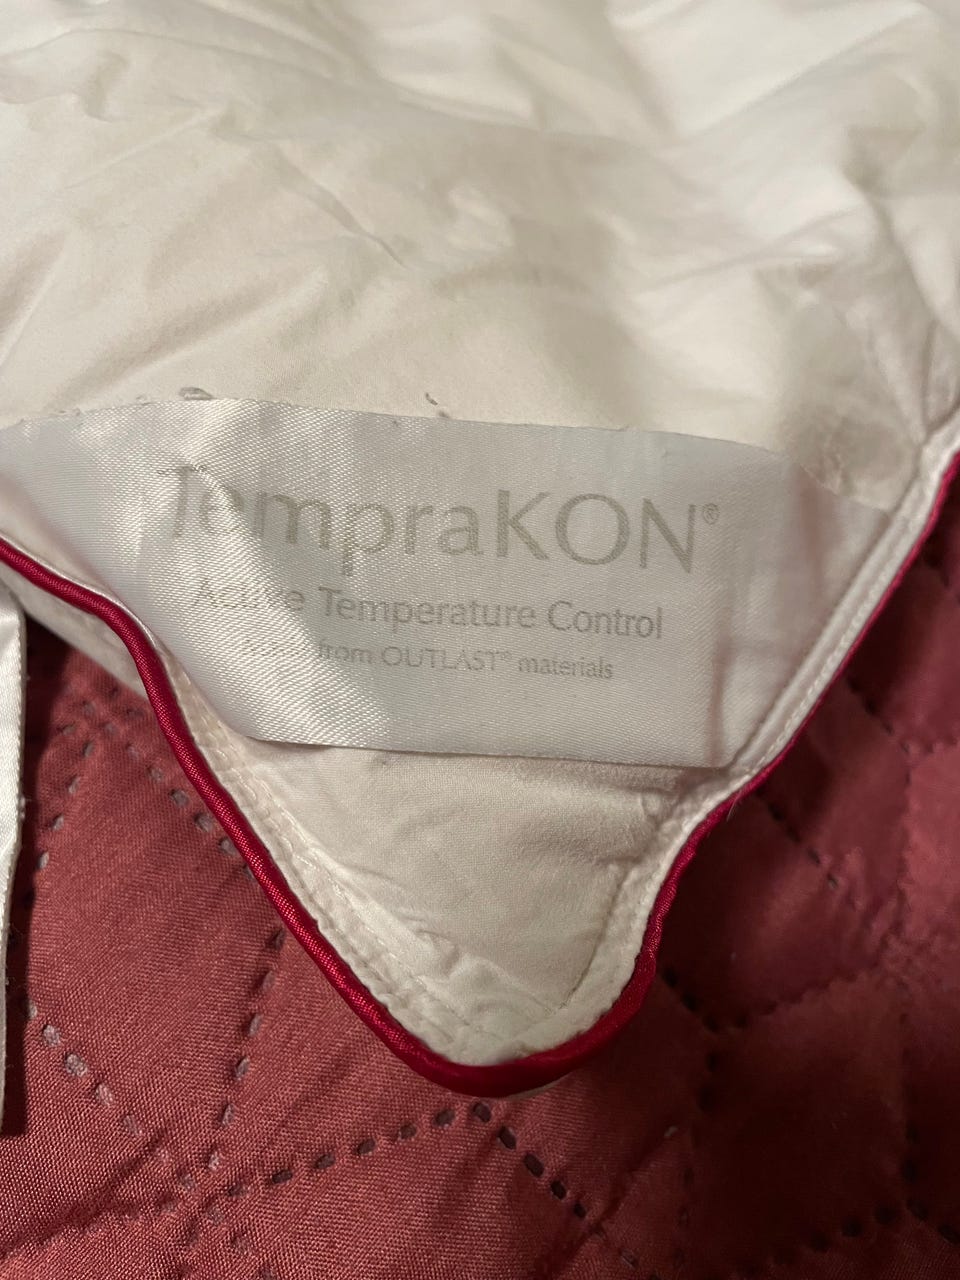 TempraKON®
Active Temperature Control
from OUTLAST® materials